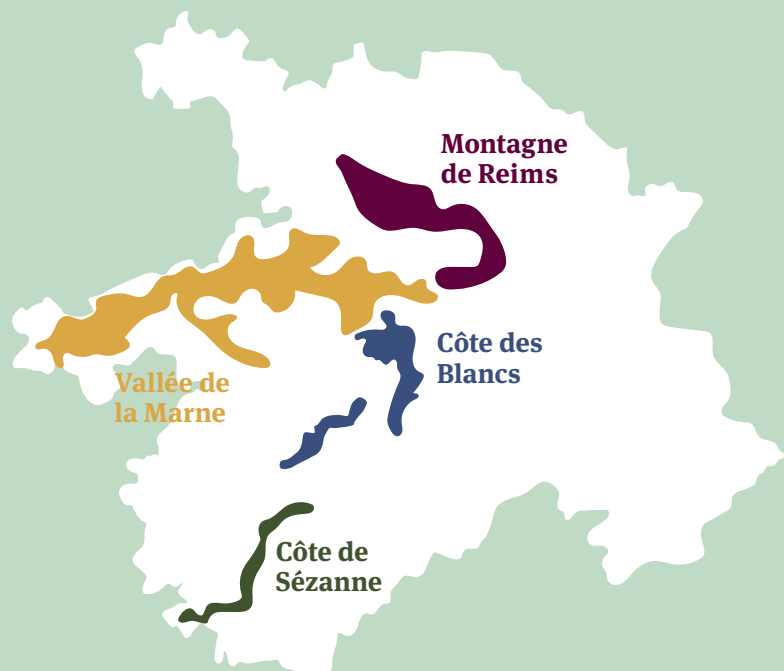 Montagne
de Reims
Côte des
Blancs
Vallée de
la Marne
Côte de
Sézanne